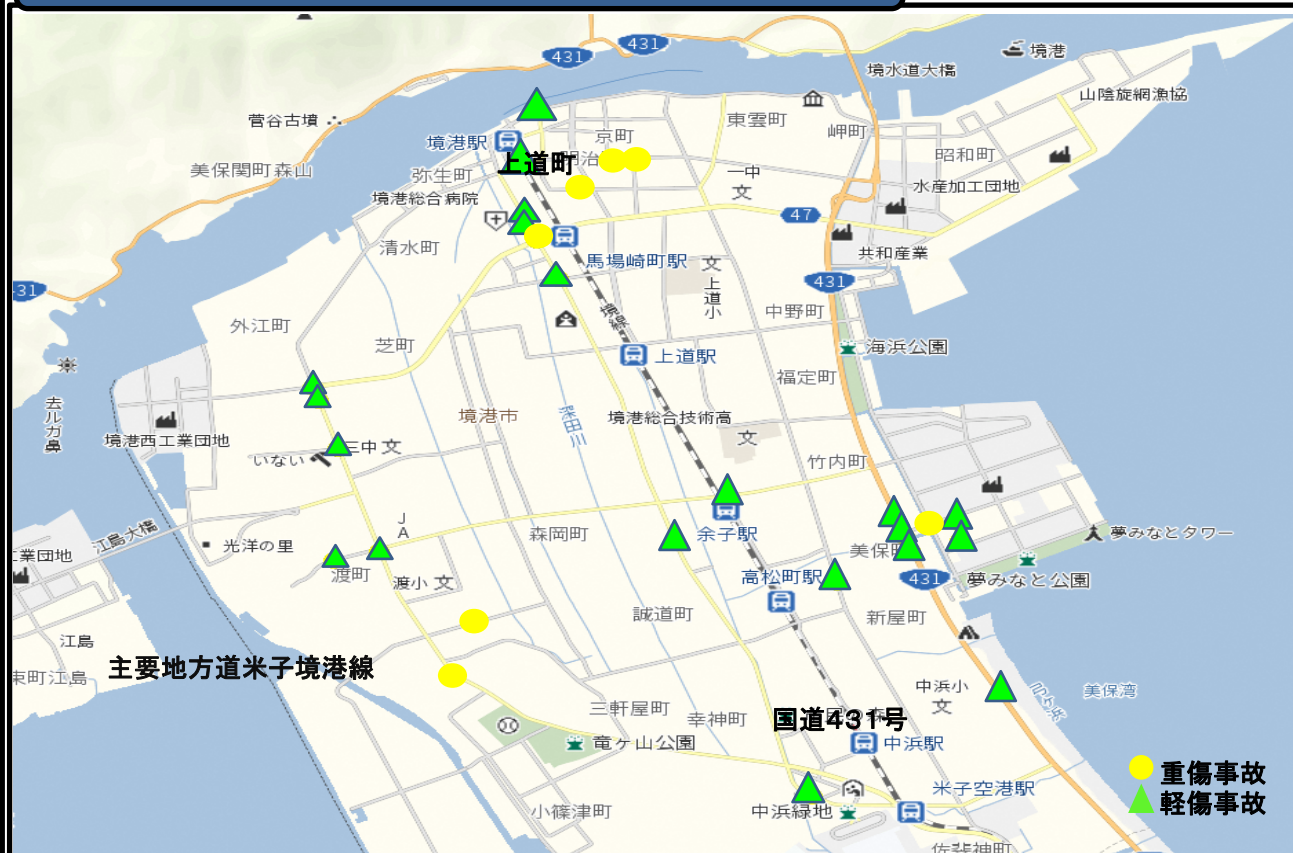 431
431
境港
境水道大橋
山陰旋網漁協
菅谷古墳
東雲町
岬町
京町
境港駅
昭和町
上道町
美保関町森山
弥生町
一中
文
水産加工団地
境港総合病院
47
清水町
共和産業
馬場崎町駅
文
上道小
431
31
境線
中野町
外江町
芝町
上道駅
海浜公園
福定町
去ルガ鼻
境港市
境港総合技術高
文
境港西工業団地
三中 文
いない
竹内町
JA
江島大橋
光洋の里
森岡町
余子駅
夢みなとタワー
工業団地
美保町
渡町
渡小 文
高松町駅
431
夢みなと公園
誠道町
新屋町
江島
主要地方道米子境港線
東町江島
中浜小
文
美保湾
三軒屋町
幸神町
国道431号
竜ケ山公園
中浜駅
重傷事故
米子空港駅
軽傷事故
小篠津町
中浜緑地
佐斐神町